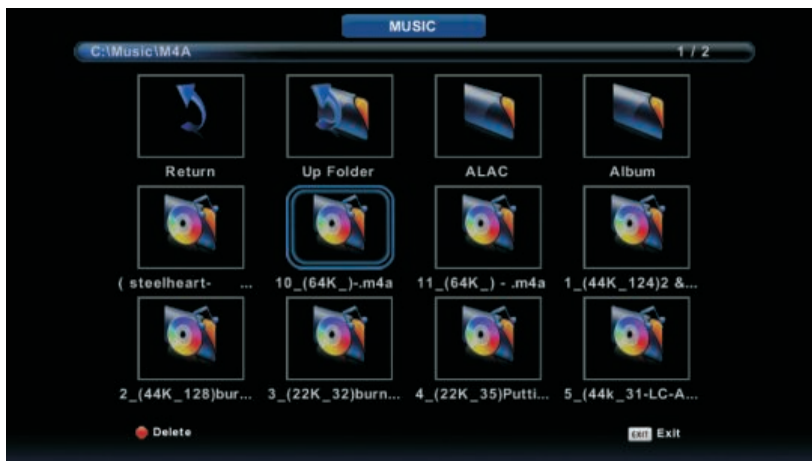 MUSIC
C:\Music\M4A 1 / 2
Return Up Folder ALAC Album
( steelheart- ... 10_(64K_)-.m4a 11_(64K_) - .m4a 1_(44K_124)2 &...
2_(44K_128)bur... 3_(22K_32)burn... 4_(22K_35)Putti... 5_(44k_31-LC-A...
Delete EXIT Exit